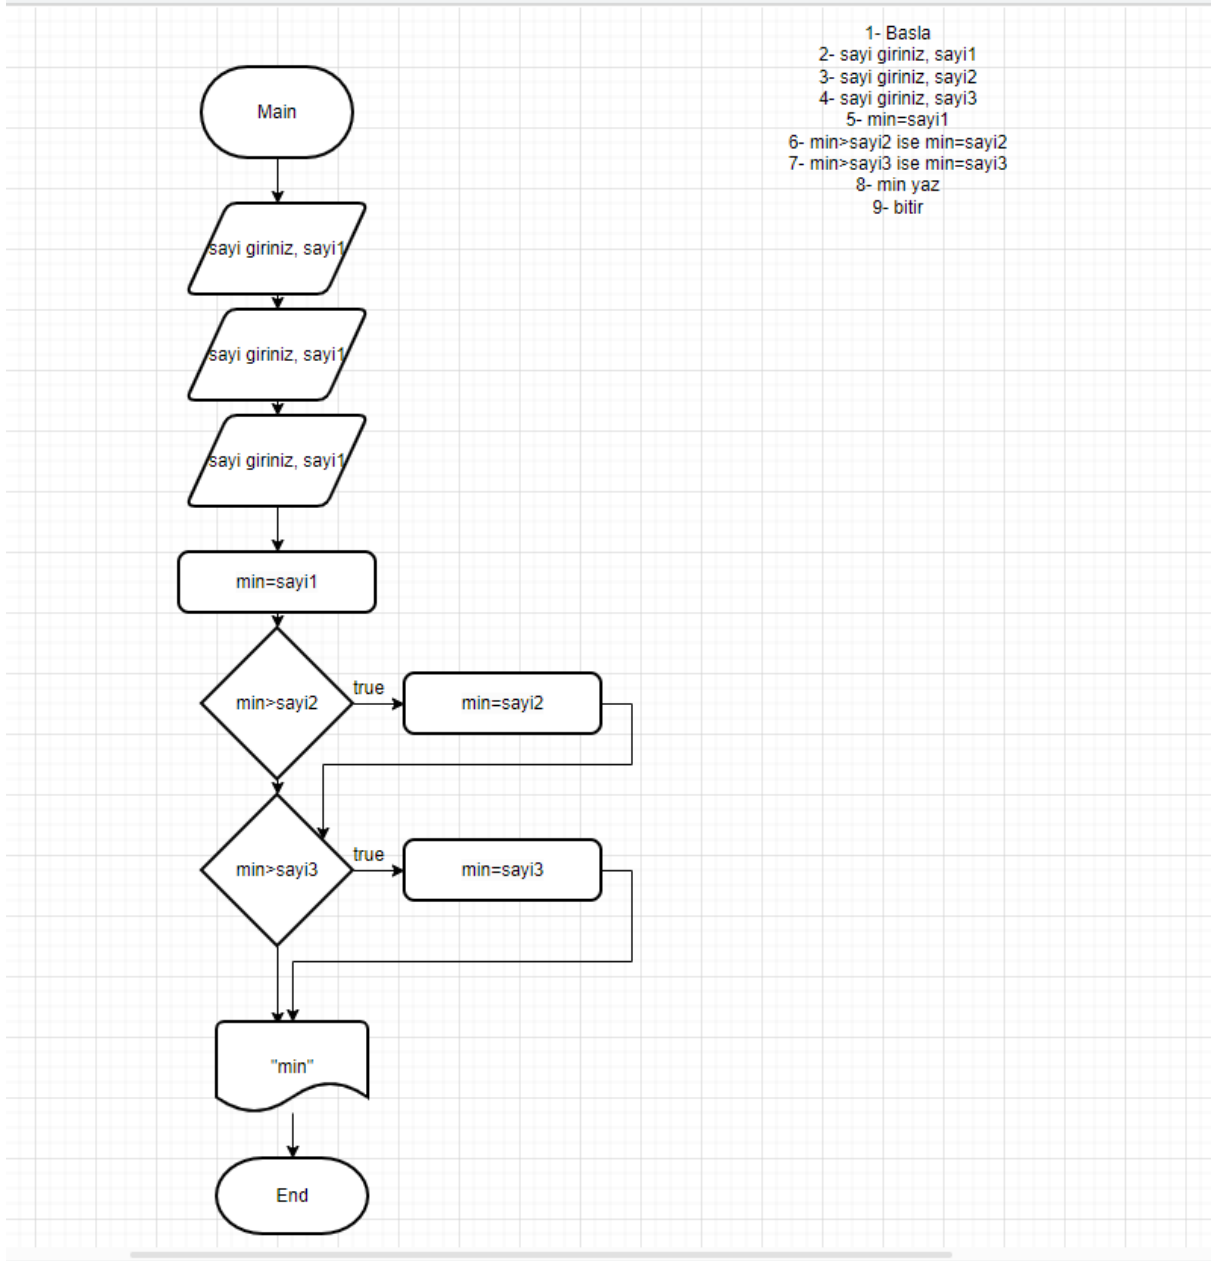 1- Basla
2- sayi giriniz, sayi1
3- sayi giriniz, sayi2
4- sayi giriniz, sayi3
5- min=sayi1
6- min>sayi2 ise min=sayi2
7- min>sayi3 ise min=sayi3
8- min yaz
9- bitir
Main
sayi giriniz, sayi1
sayi giriniz, sayi1
sayi giriniz, sayi1
min=sayi1
min>sayi2
true
min=sayi2
min>sayi3
true
min=sayi3
"min"
End